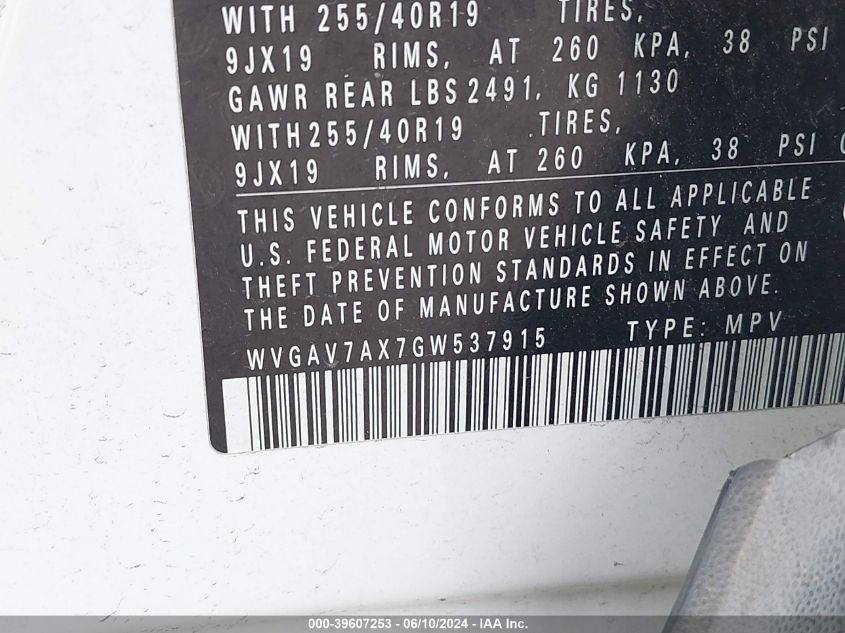 WITH 255/40R19 TIRES,
9JX19 RIMS, AT 260 KPA, 38 PSI
GAWR REAR LBS 2491, KG 1130
WITH255/40R19 .TIRES,
9JX19 RIMS, AT 260 KPA, 38 PSI
THIS VEHICLE CONFORMS TO ALL APPLICABLE
U.S. FEDERAL MOTOR VEHICLE SAFETY AND
THEFT PREVENTION STANDARDS IN EFFECT ON
THE DATE OF MANUFACTURE SHOWN ABOVE.
WVGAV7AX7GW537915 TYPE: MPV
000-39607253 - 06/10/2024 - IAA Inc.